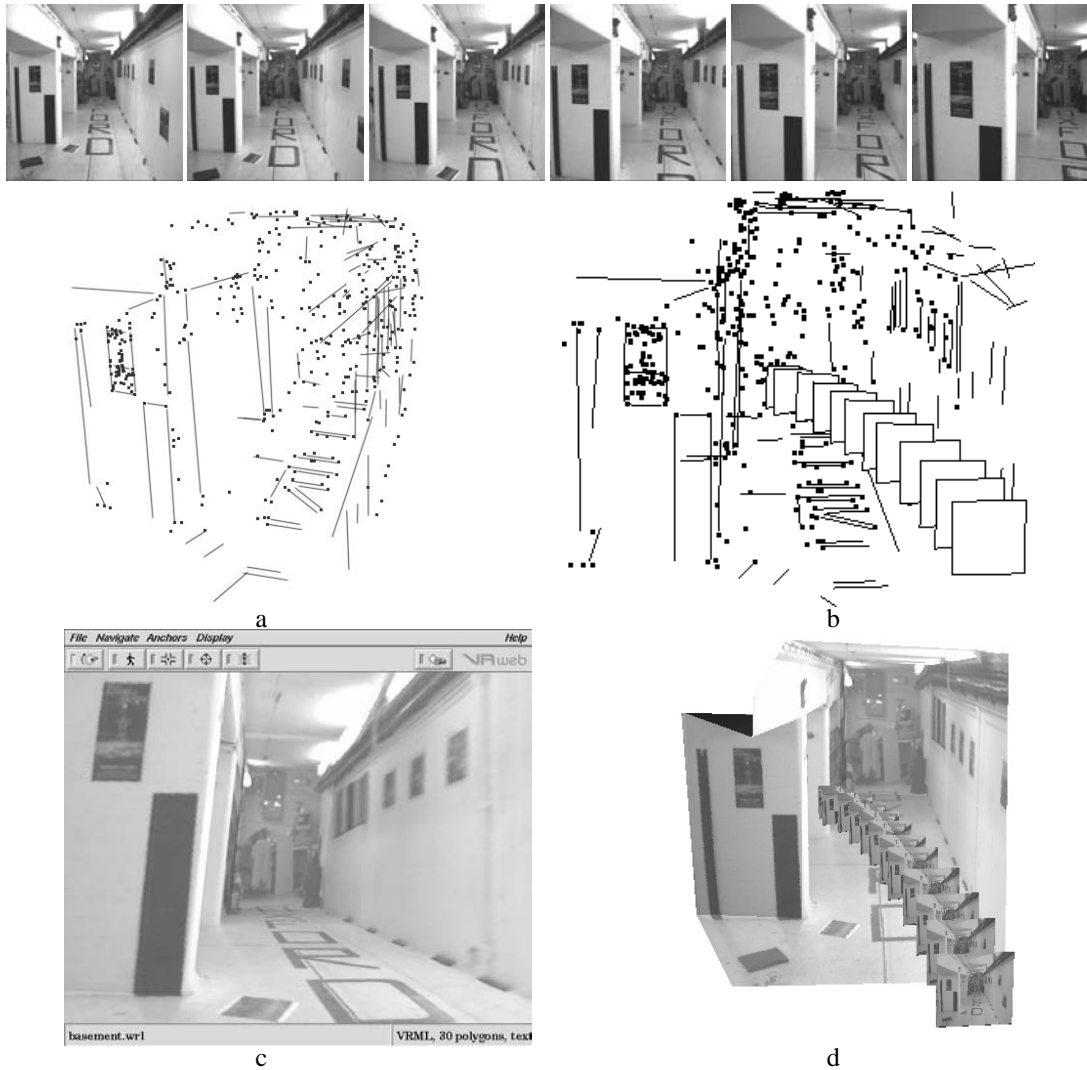 a
b
File Navigate Anchors Display Help
VRweb
basement.wrl
VRML, 30 polygons, text
c
d